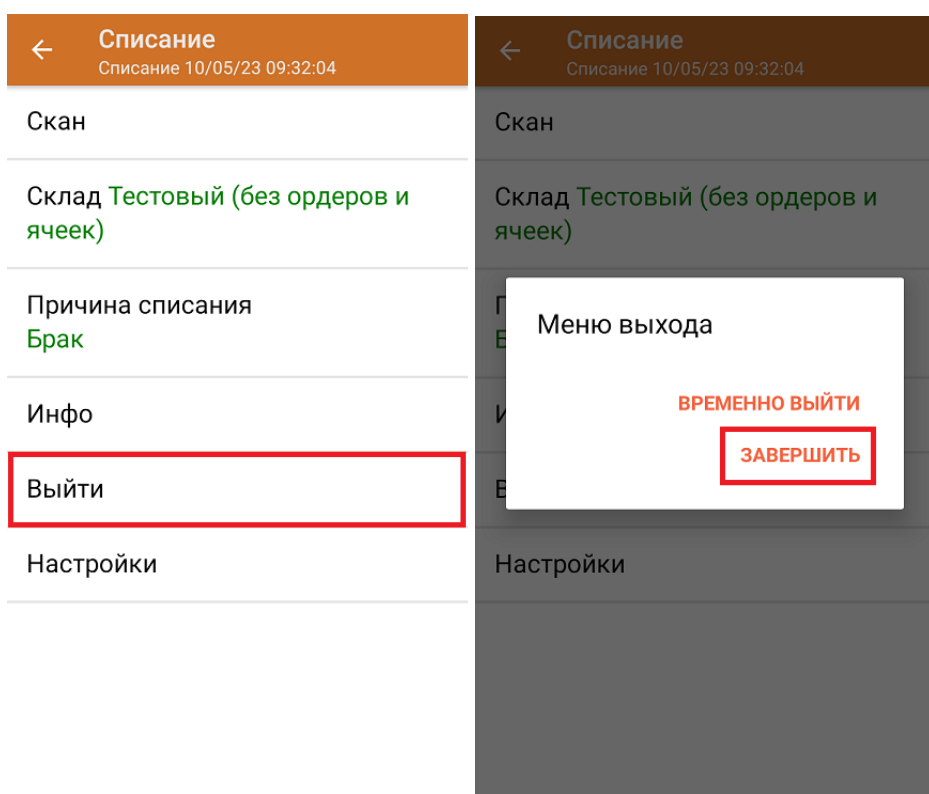 Списание
Списание 10/05/23 09:32:04
Скан
Склад Тестовый (без ордеров и
ячеек)
Причина списания
Брак
Инфо
Выйти
Настройки
Списание
Списание 10/05/23 09:32:04
Скан
Склад Тестовый (без ордеров и
ячеек)
Меню выхода
ВРЕМЕННО ВЫЙТИ
ЗАВЕРШИТЬ
Настройки